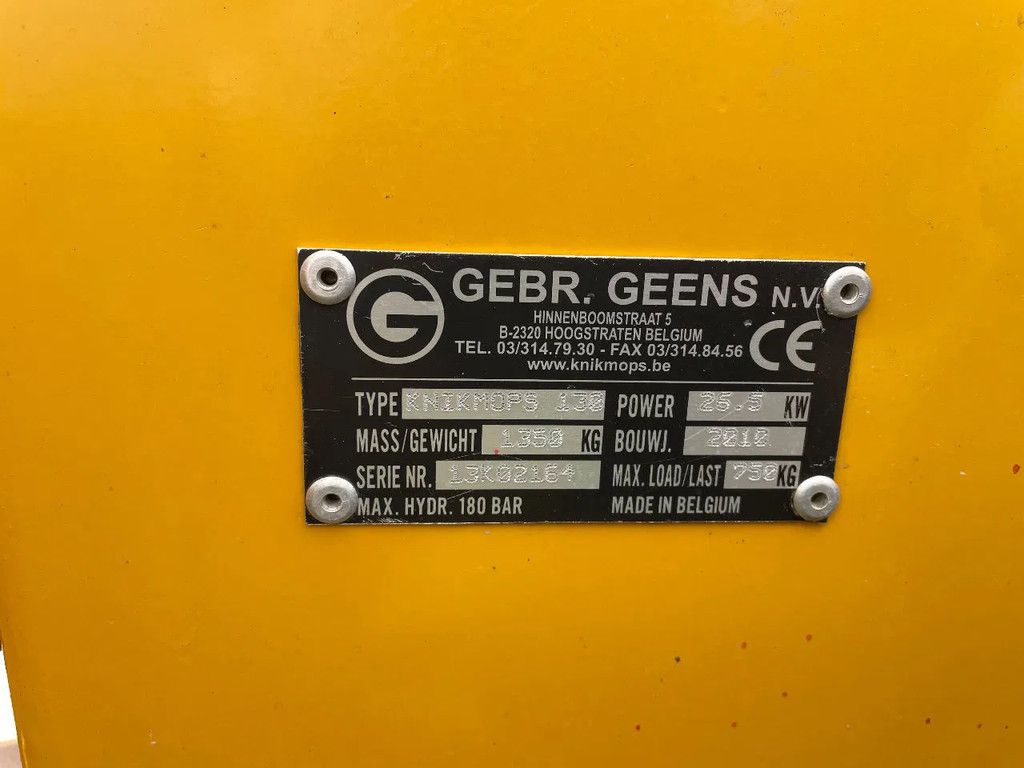 G GEBR. GEENS N.V.
HINNENBOOMSTRAAT 5
B-2320 HOOGSTRATEN BELGIUM
TEL. 03/314.79.30 - FAX 03/314.84.56
www.knikmops.be
CE
TYPE KNIKMOPS 130 POWER 25.5 KW
MASS/GEWICHT 1350 KG BOUWJ. 2010
SERIE NR. 13K02164 MAX. LOAD/LAST 750 KG
MAX. HYDR. 180 BAR MADE IN BELGIUM